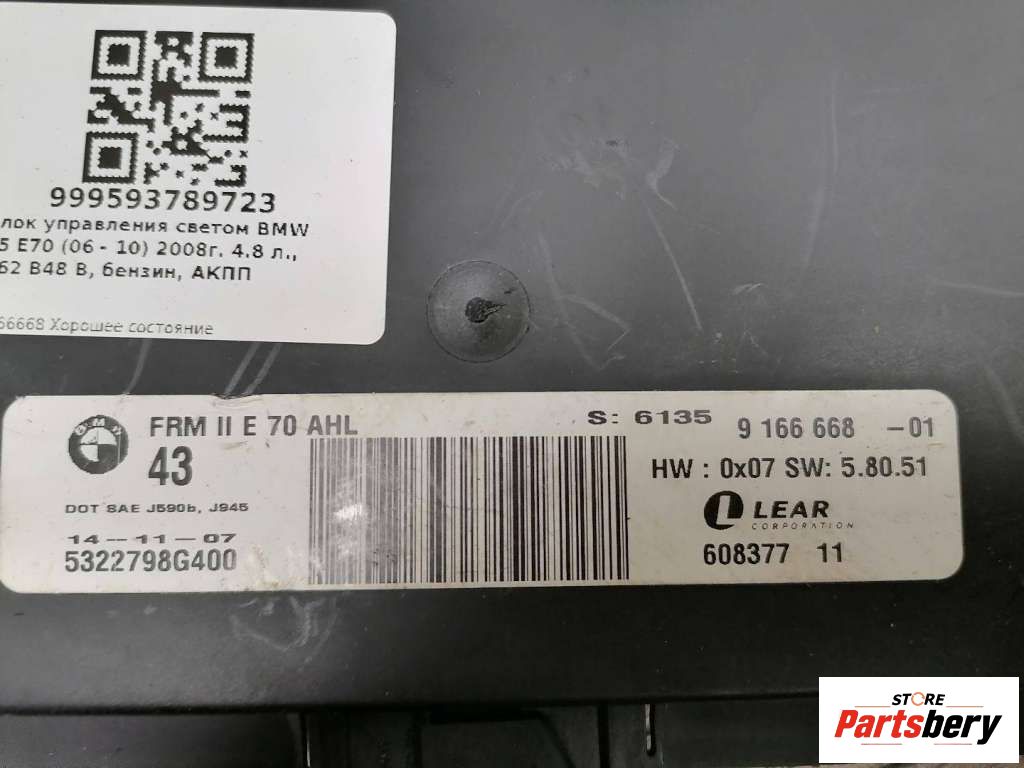 999593789723
лок управления светом BMW
5 E70 (06 - 10) 2008г. 4.8 л.,
62 B48 B, бензин, АКПП
66668 Хорошее состояние
BMW
FRM II E 70 AHL
43
DOT SAE J590b, J945
14-11-07
5322798G400
S: 6135 9 166 668 -01
HW : 0x07 SW: 5.80.51
LEAR
CORPORATION
608377 11
STORE
Partsbery